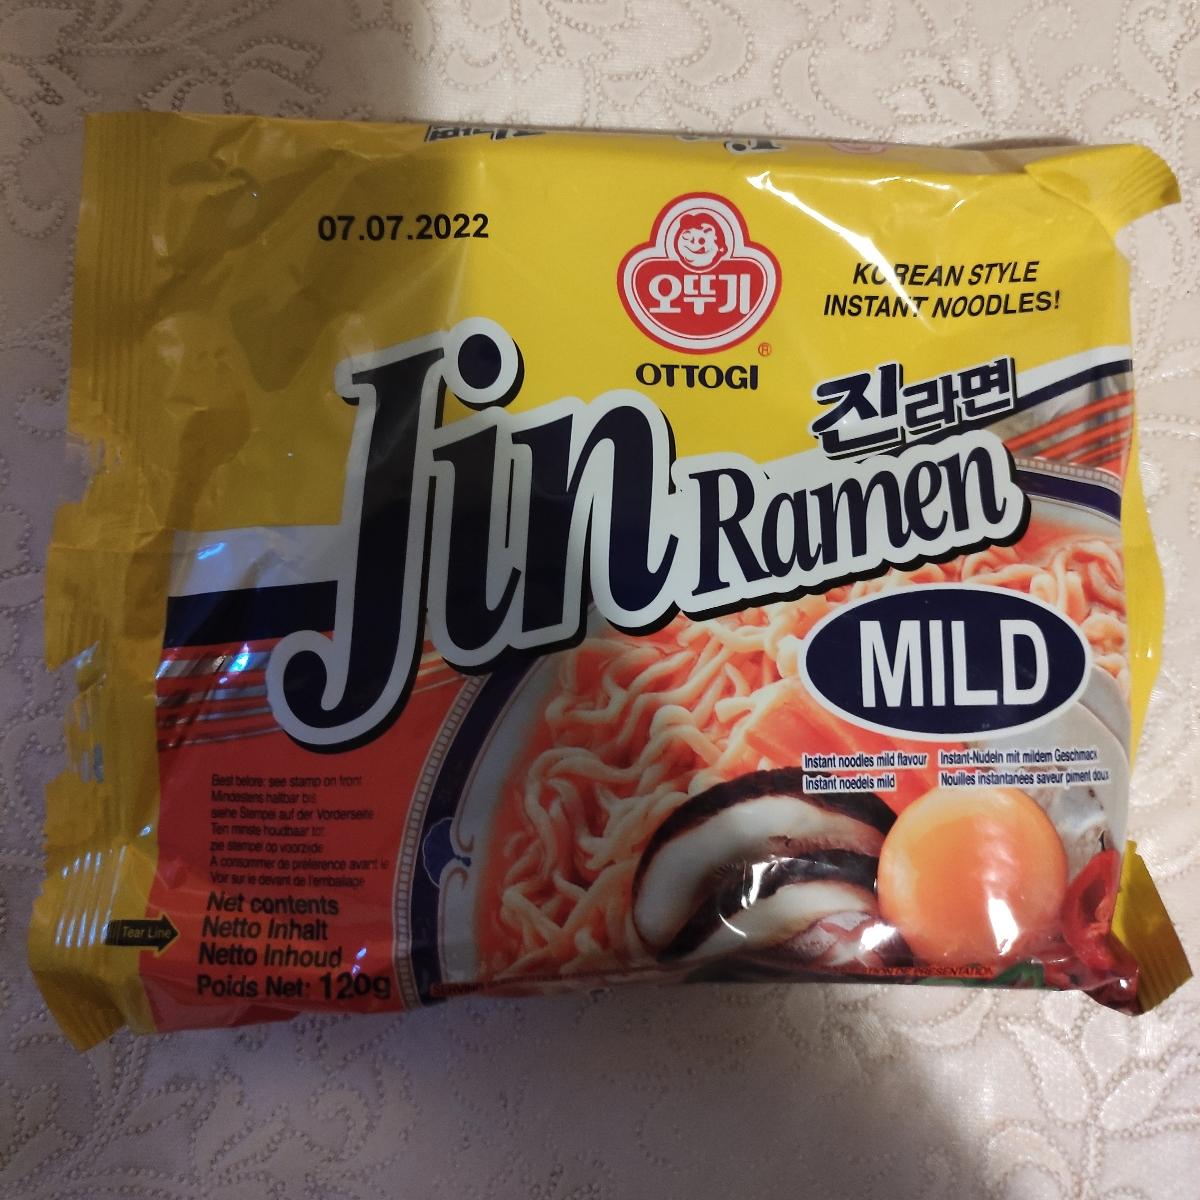 07.07.2022
오뚜기
®
OTTOGI
KOREAN STYLE
INSTANT NOODLES!
진라면
Jin Ramen
MILD
Instant noodles mild flavour
Instant-Nudeln mit mildem Geschmack
Instant noedels mild
Nouilles instantanées saveur piment doux
Best before: see stamp on front
Mindestens haltbar bis:
siehe Stempel auf der Vorderseite
Ten minste houdbaar tot:
zie stempel op voorzijde
A consommer de préférence avant le
Voir sur le devant de l'emballage
Net contents
Netto Inhalt
Netto Inhoud
Poids Net: 120g
Tear Line
SERVING
DE PRESENTATION